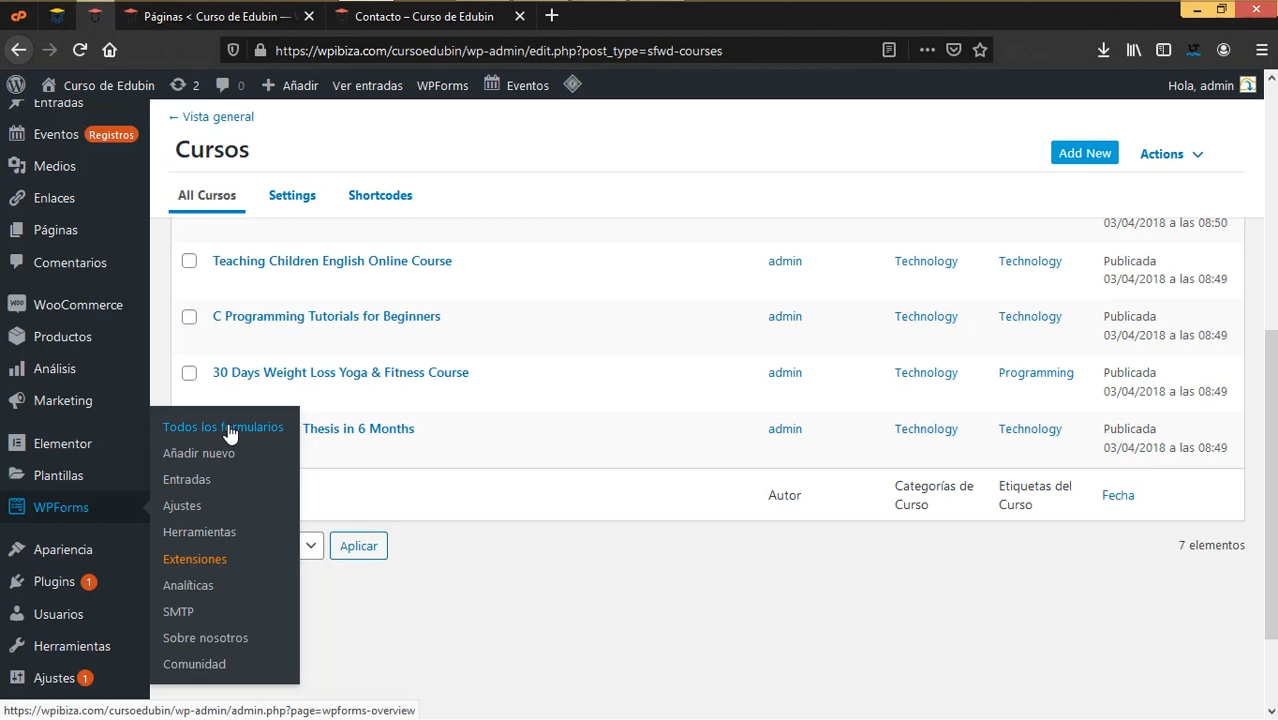 Páginas < Curso de Edubin —
Contacto – Curso de Edubin
https://wpibiza.com/cursoedubin/wp-admin/edit.php?post_type=sfwd-courses
Curso de Edubin
2
0
Añadir
Ver entradas
WPForms
Eventos
Hola, admin
Entradas
Eventos Registros
Medios
Enlaces
Páginas
Comentarios
WooCommerce
Productos
Análisis
Marketing
Elementor
Plantillas
WPForms
Apariencia
Plugins 1
Usuarios
Herramientas
Ajustes 1
Todos los formularios
Añadir nuevo
Entradas
Ajustes
Herramientas
Extensiones
Analíticas
SMTP
Sobre nosotros
Comunidad
← Vista general
Cursos
Add New
Actions
All Cursos
Settings
Shortcodes
03/04/2018 a las 08:50
Teaching Children English Online Course admin Technology Technology Publicada
03/04/2018 a las 08:49
C Programming Tutorials for Beginners admin Technology Technology Publicada
03/04/2018 a las 08:49
30 Days Weight Loss Yoga & Fitness Course admin Technology Programming Publicada
03/04/2018 a las 08:49
Thesis in 6 Months admin Technology Technology Publicada
03/04/2018 a las 08:49
Autor
Categorías de
Curso
Etiquetas del
Curso
Fecha
Aplicar
7 elementos
https://wpibiza.com/cursoedubin/wp-admin/admin.php?page=wpforms-overview